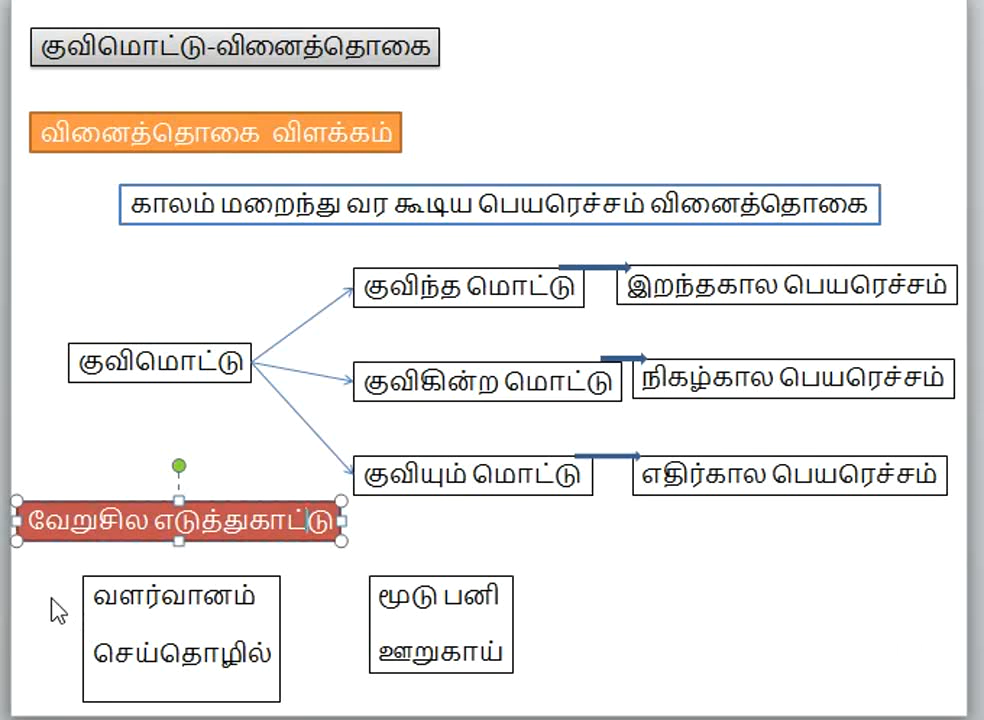 குவிமொட்டு-வினைத்தொகை
வினைத்தொகை விளக்கம்
காலம் மறைந்து வர கூடிய பெயரெச்சம் வினைத்தொகை
குவிந்த மொட்டு
இறந்தகால பெயரெச்சம்
குவிமொட்டு
குவிகின்ற மொட்டு
நிகழ்கால பெயரெச்சம்
குவியும் மொட்டு
எதிர்கால பெயரெச்சம்
வேறுசில எடுத்துகாட்டு
வளர்வானம்
செய்தொழில்
மூடு பனி
ஊறுகாய்